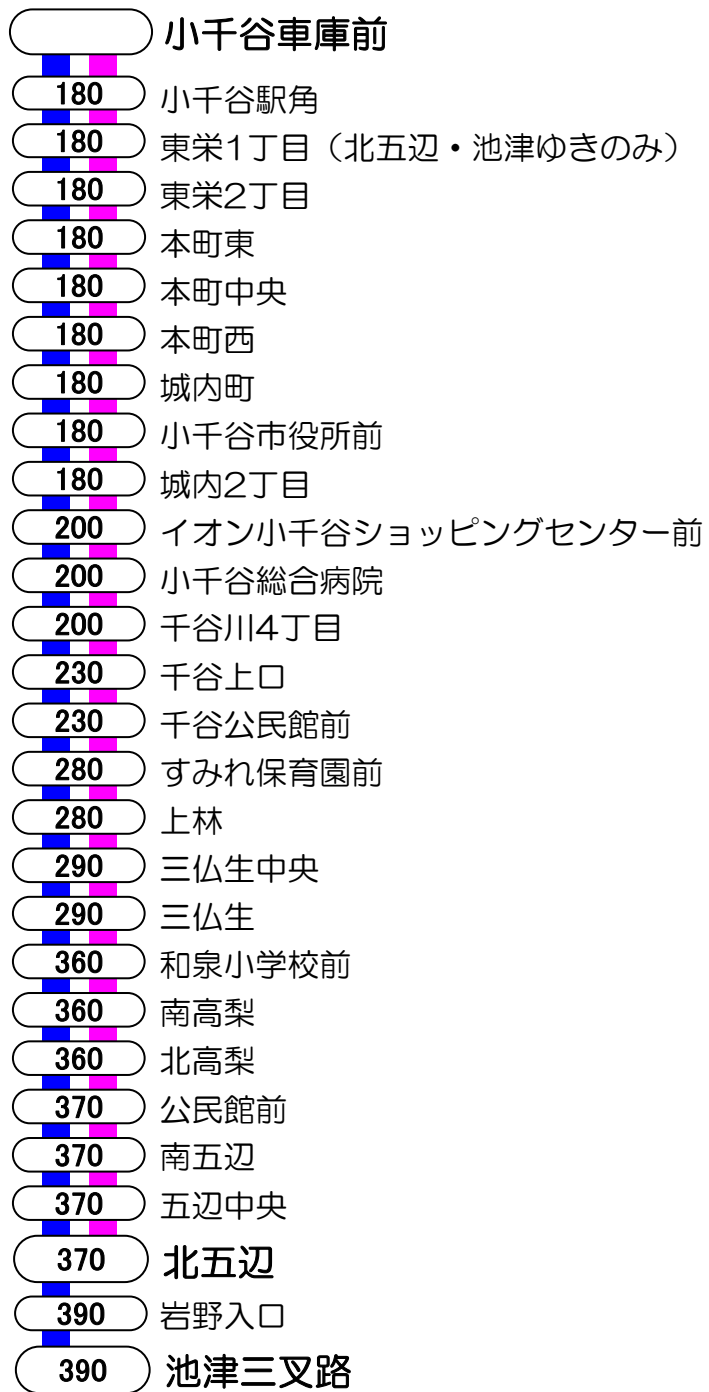 小千谷車庫前
180 小千谷駅角
180 東栄1丁目（北五辺・池津ゆきのみ）
180 東栄2丁目
180 本町東
180 本町中央
180 本町西
180 城内町
180 小千谷市役所前
180 城内2丁目
200 イオン小千谷ショッピングセンター前
200 小千谷総合病院
200 千谷川4丁目
230 千谷上口
230 千谷公民館前
280 すみれ保育園前
280 上林
290 三仏生中央
290 三仏生
360 和泉小学校前
360 南高梨
360 北高梨
370 公民館前
370 南五辺
370 五辺中央
370 北五辺
390 岩野入口
390 池津三叉路